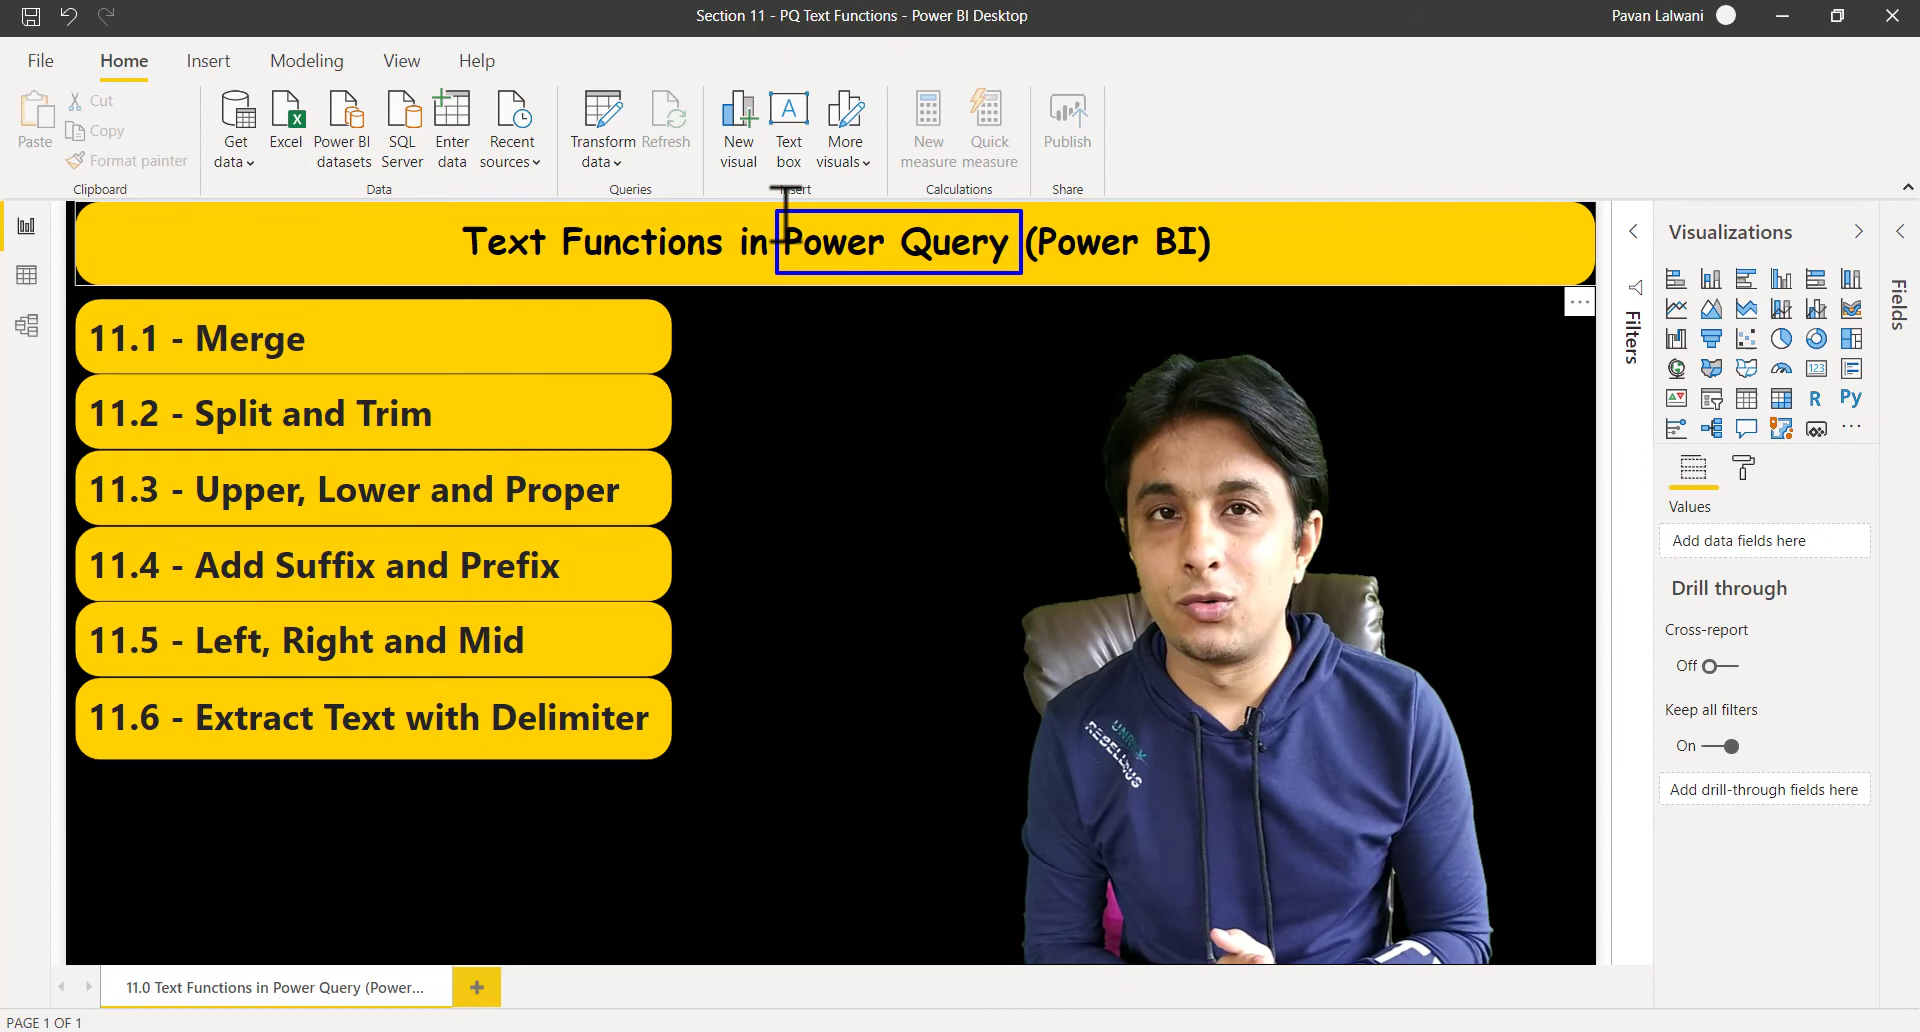 Section 11 - PQ Text Functions - Power BI Desktop
Pavan Lalwani
File Home Insert Modeling View Help
Paste
Cut
Copy
Format painter
Clipboard
Get data
Excel
Power BI datasets
SQL Server
Enter data
Recent sources
Data
Transform data
Refresh
Queries
New visual
Text box
More visuals
New measure
Quick measure
Calculations
Publish
Share
Text Functions in Power Query (Power BI)
11.1 - Merge
11.2 - Split and Trim
11.3 - Upper, Lower and Proper
11.4 - Add Suffix and Prefix
11.5 - Left, Right and Mid
11.6 - Extract Text with Delimiter
UNRULY
REBELLIOUS
Filters
Visualizations
123
R
Py
Values
Add data fields here
Drill through
Cross-report
Off
Keep all filters
On
Add drill-through fields here
Fields
11.0 Text Functions in Power Query (Power...
PAGE 1 OF 1